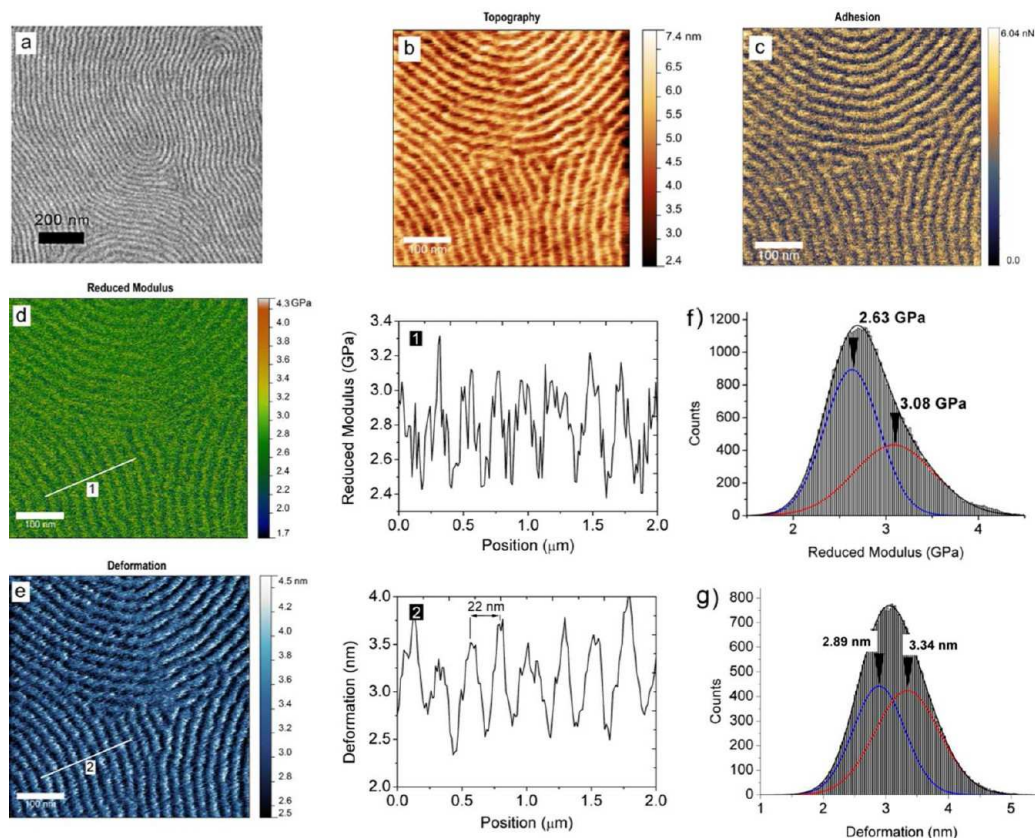 a
200 nm
Topography
b
100 nm
7.4 nm
6.5
6.0
5.5
5.0
4.5
4.0
3.5
3.0
2.4
Adhesion
c
100 nm
6.04 nN
0.0
Reduced Modulus
d
1
100 nm
4.3 GPa
4.0
3.8
3.6
3.4
3.2
3.0
2.8
2.6
2.4
2.2
2.0
1.7
1
Reduced Modulus (GPa)
3.4
3.2
3.0
2.8
2.6
2.4
0.0 0.5 1.0 1.5 2.0
Position (μm)
f)
2.63 GPa
3.08 GPa
Counts
1200
1000
800
600
400
200
0
2 3 4
Reduced Modulus (GPa)
Deformation
e
2
100 nm
4.5 nm
4.2
4.0
3.8
3.6
3.4
3.2
3.0
2.9
2.7
2.5
2
22 nm
Deformation (nm)
4.0
3.5
3.0
2.5
2.0
0.0 0.5 1.0 1.5 2.0
Position (μm)
g)
2.89 nm
3.34 nm
Counts
800
700
600
500
400
300
200
100
0
1 2 3 4 5
Deformation (nm)